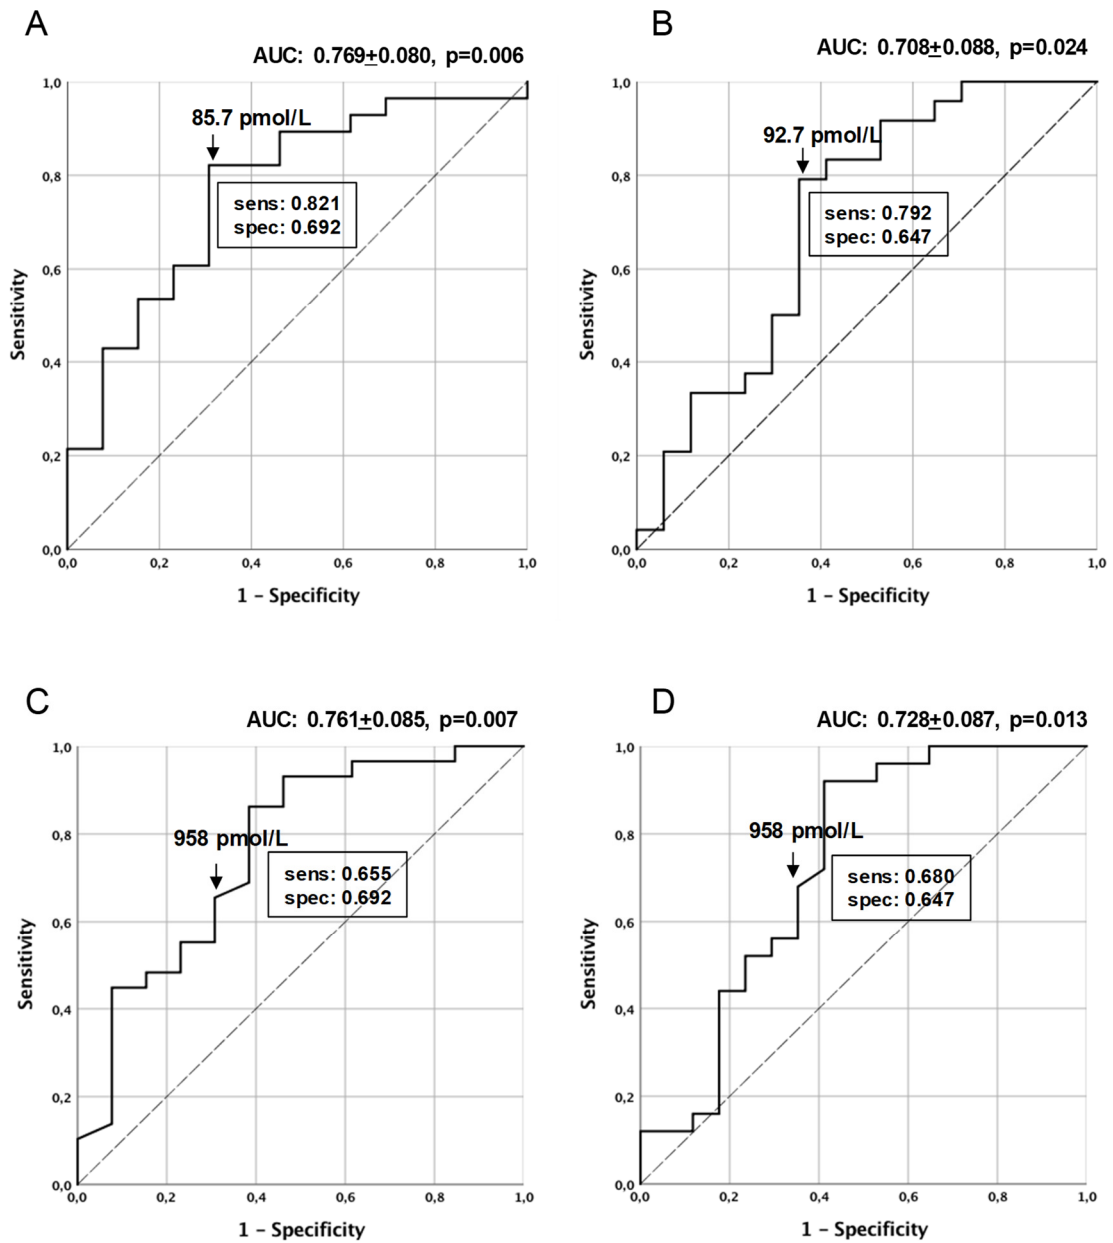 A
AUC: 0.769±0.080, p=0.006
1,0
0,8
0,6
0,4
0,2
0,0
0,0 0,2 0,4 0,6 0,8 1,0
Sensitivity
1 – Specificity
85.7 pmol/L
sens: 0.821
spec: 0.692
B
AUC: 0.708±0.088, p=0.024
1,0
0,8
0,6
0,4
0,2
0,0
0,0 0,2 0,4 0,6 0,8 1,0
Sensitivity
1 – Specificity
92.7 pmol/L
sens: 0.792
spec: 0.647
C
AUC: 0.761±0.085, p=0.007
1,0
0,8
0,6
0,4
0,2
0,0
0,0 0,2 0,4 0,6 0,8 1,0
Sensitivity
1 – Specificity
958 pmol/L
sens: 0.655
spec: 0.692
D
AUC: 0.728±0.087, p=0.013
1,0
0,8
0,6
0,4
0,2
0,0
0,0 0,2 0,4 0,6 0,8 1,0
Sensitivity
1 – Specificity
958 pmol/L
sens: 0.680
spec: 0.647